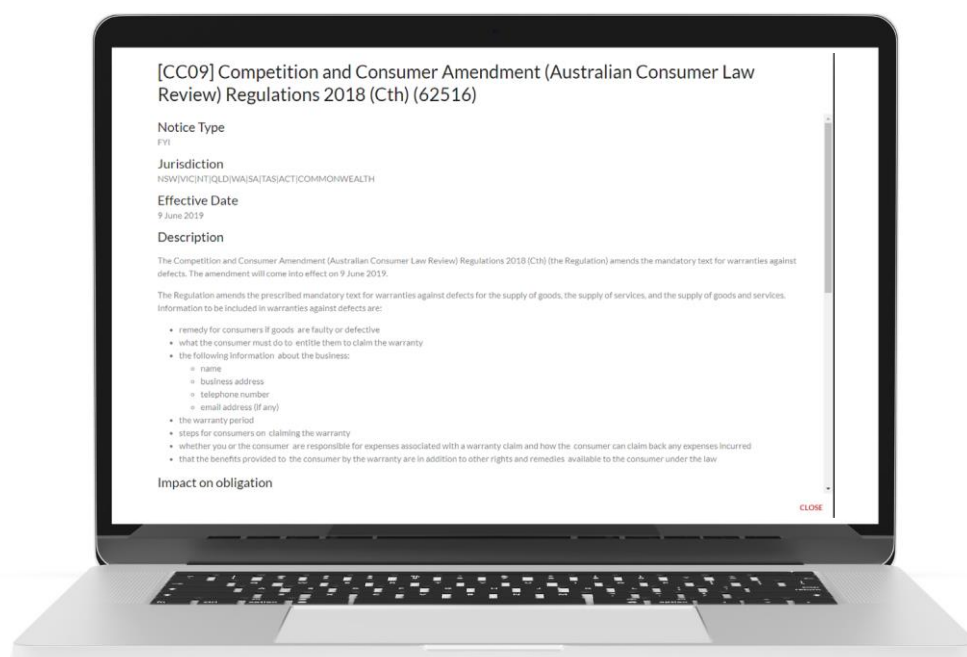 [CC09] Competition and Consumer Amendment (Australian Consumer Law
Review) Regulations 2018 (Cth) (62516)
Notice Type
FYI
Jurisdiction
NSW|VIC|NT|QLD|WA|SA|TAS|ACT|COMMONWEALTH
Effective Date
9 June 2019
Description
The Competition and Consumer Amendment (Australian Consumer Law Review) Regulations 2018 (Cth) (the Regulation) amends the mandatory text for warranties against
defects. The amendment will come into effect on 9 June 2019.
The Regulation amends the prescribed mandatory text for warranties against defects for the supply of goods, the supply of services, and the supply of goods and services.
Information to be included in warranties against defects are:
• remedy for consumers if goods are faulty or defective
• what the consumer must do to entitle them to claim the warranty
• the following information about the business:
○ name
○ business address
○ telephone number
○ email address (if any)
• the warranty period
• steps for consumers on claiming the warranty
• whether you or the consumer are responsible for expenses associated with a warranty claim and how the consumer can claim back any expenses incurred
• that the benefits provided to the consumer by the warranty are in addition to other rights and remedies available to the consumer under the law
Impact on obligation
CLOSE